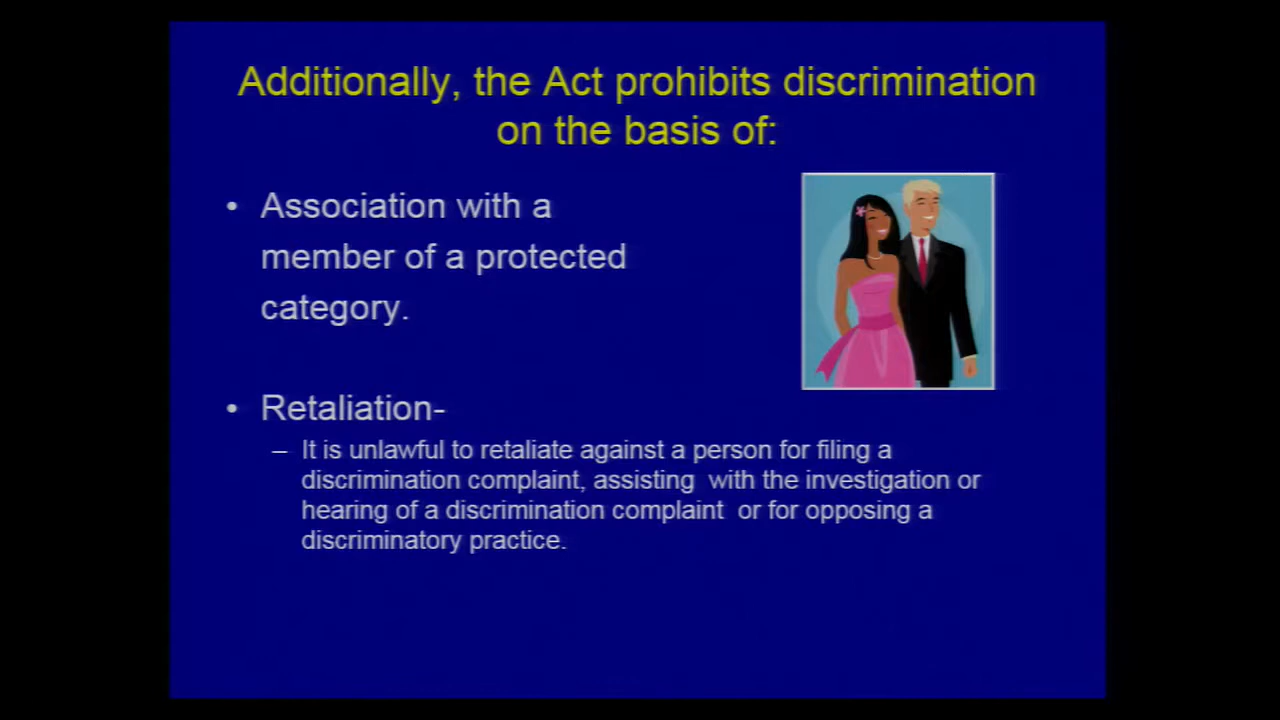 Additionally, the Act prohibits discrimination
on the basis of:
• Association with a
member of a protected
category.
• Retaliation-
– It is unlawful to retaliate against a person for filing a
discrimination complaint, assisting with the investigation or
hearing of a discrimination complaint or for opposing a
discriminatory practice.